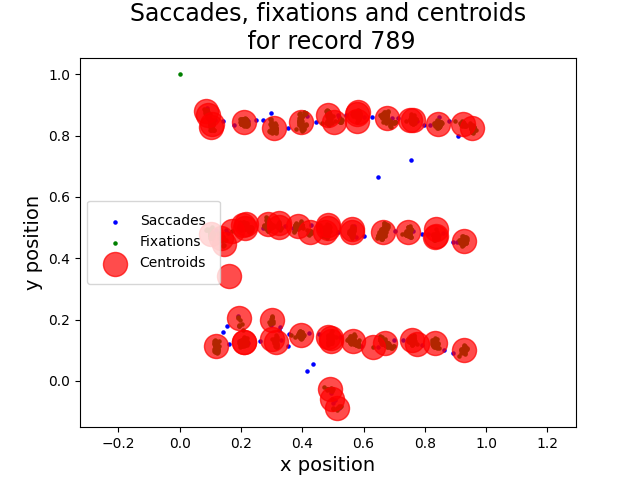 Saccades, fixations and centroids
for record 789
1.0
0.8
0.6
0.4
0.2
0.0
y position
Saccades
Fixations
Centroids
−0.2
0.0
0.2
0.4
0.6
0.8
1.0
1.2
x position